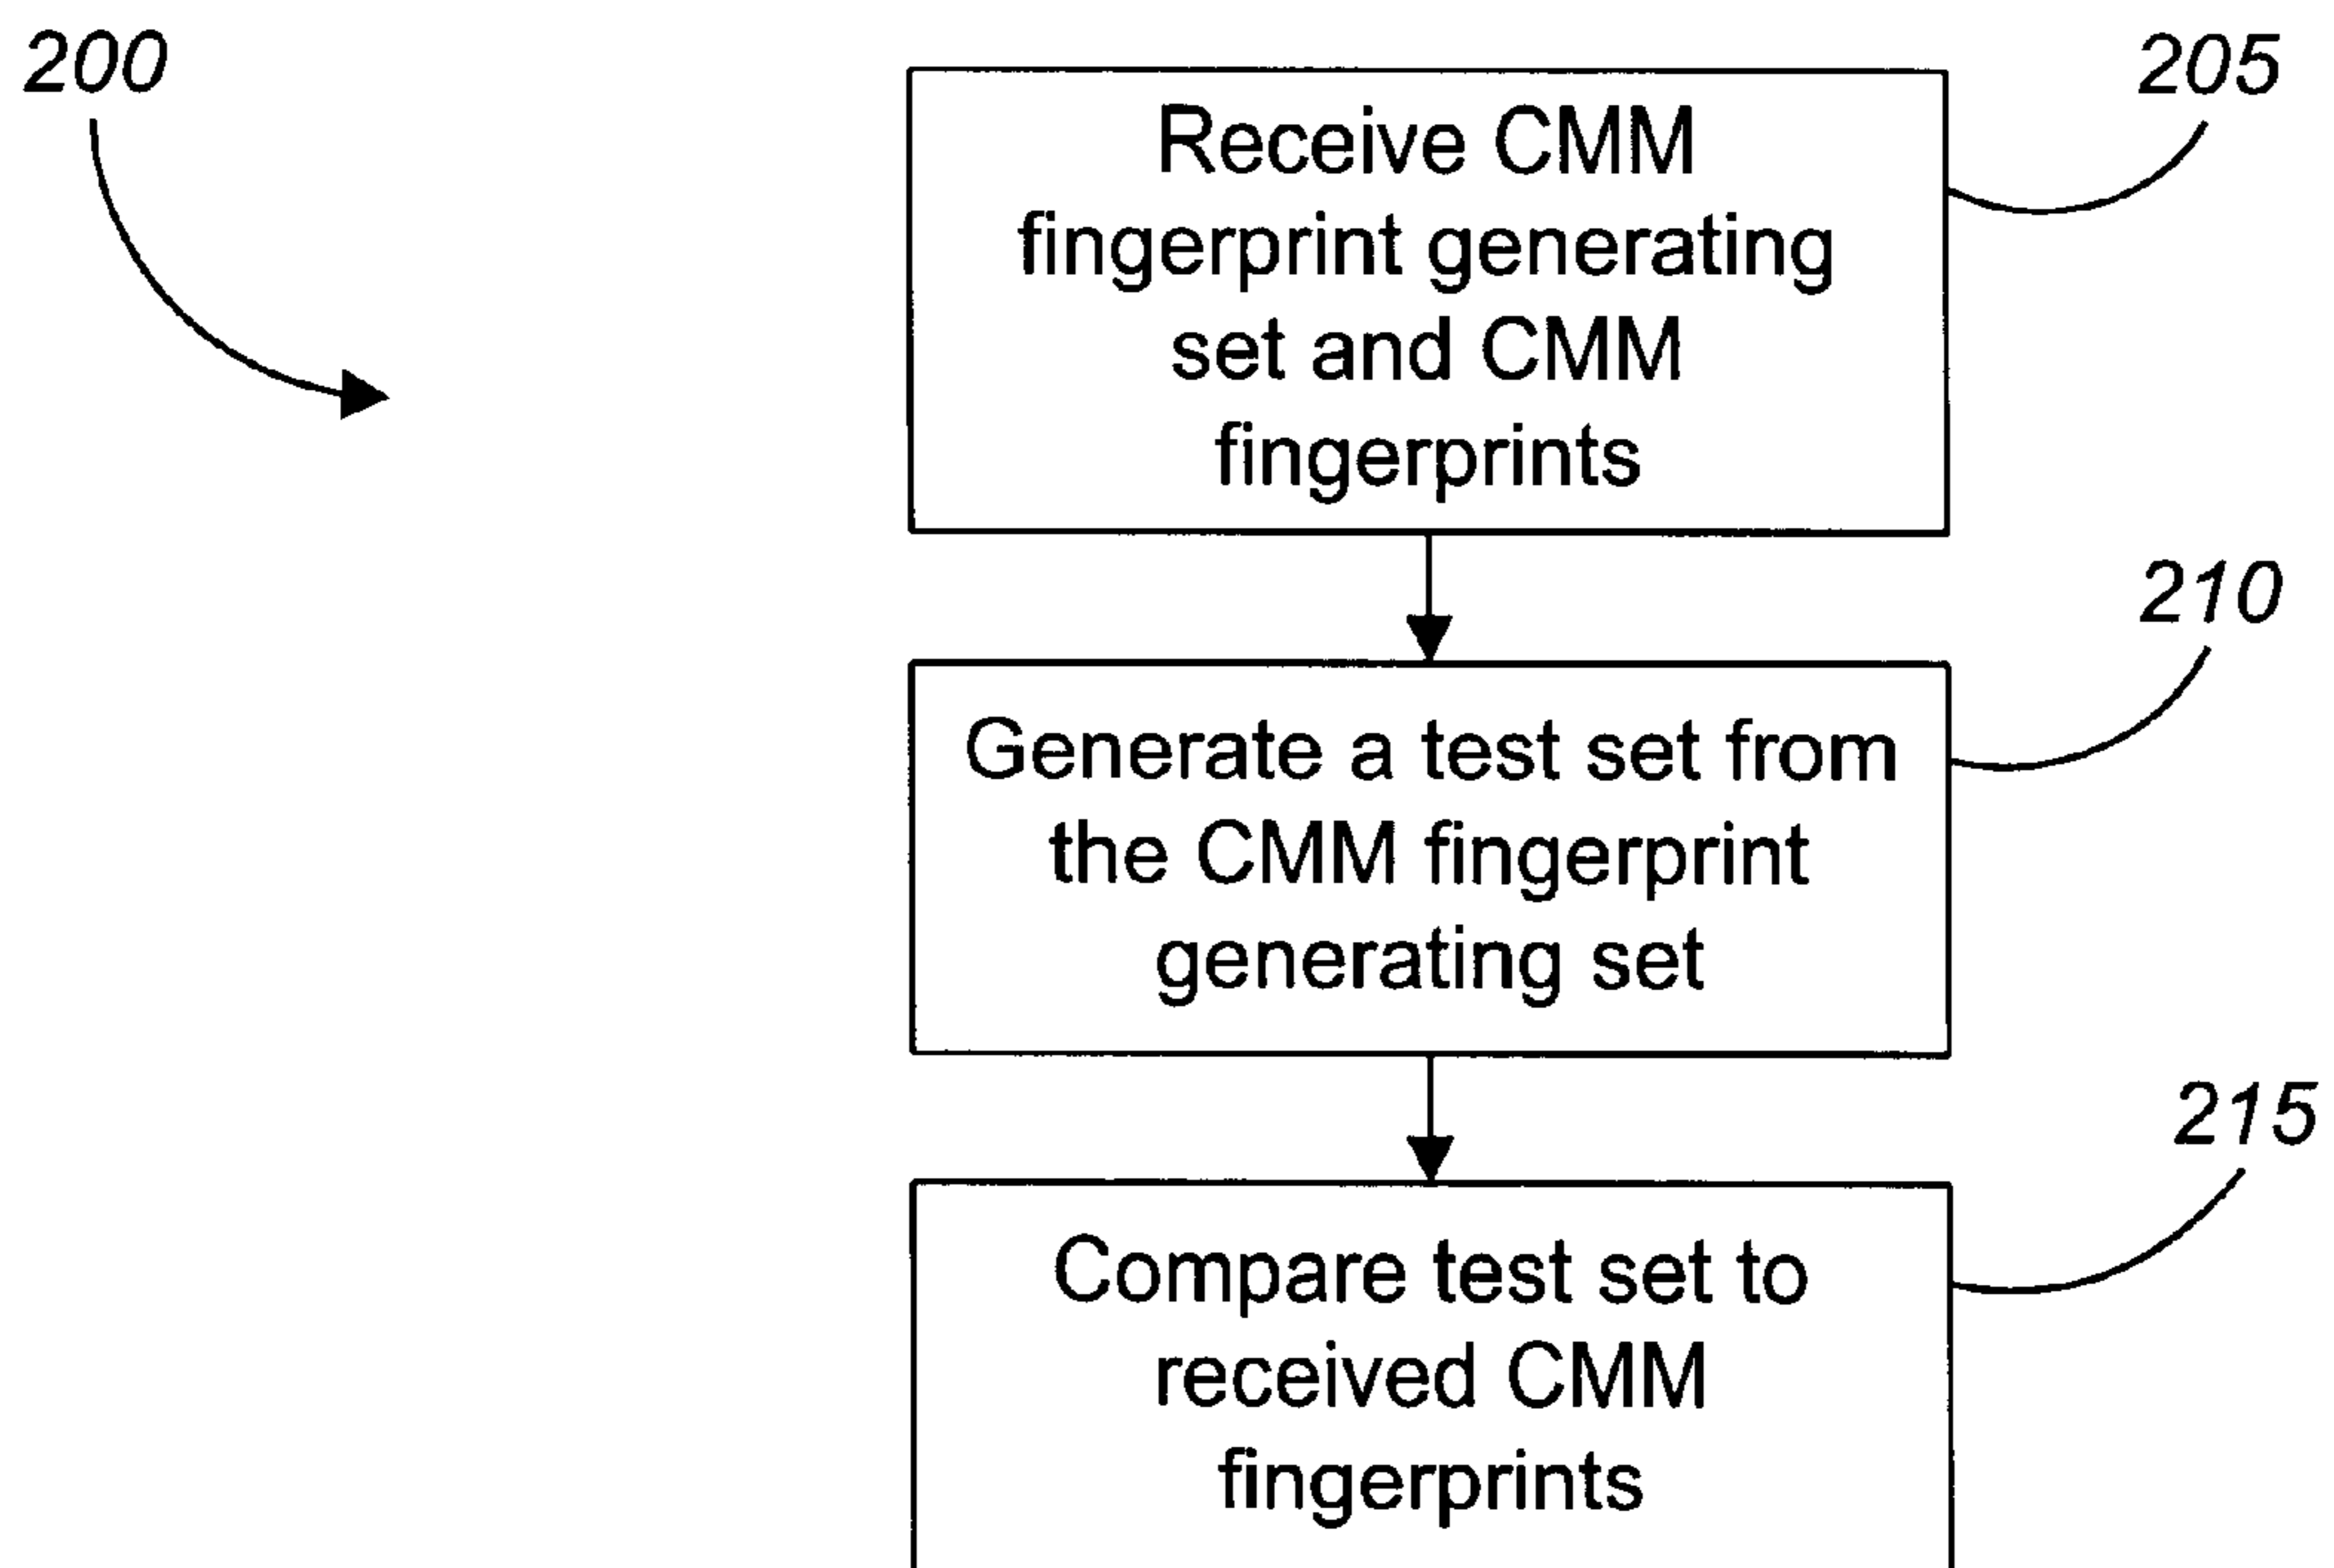 200
205
Receive CMM
fingerprint generating
set and CMM
fingerprints
210
Generate a test set from
the CMM fingerprint
generating set
215
Compare test set to
received CMM
fingerprints